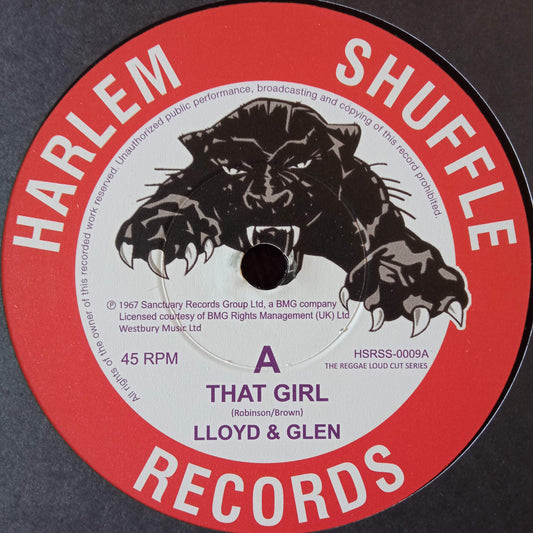 HARLEM SHUFFLE
All rights of the owner of this recorded work reserved. Unauthorized public performance, broadcasting and copying of this record prohibited.
℗ 1967 Sanctuary Records Group Ltd, a BMG company
Licensed courtesy of BMG Rights Management (UK) Ltd
Westbury Music Ltd
45 RPM
A
HSRSS-0009A
THE REGGAE LOUD CUT SERIES
THAT GIRL
(Robinson/Brown)
LLOYD & GLEN
RECORDS